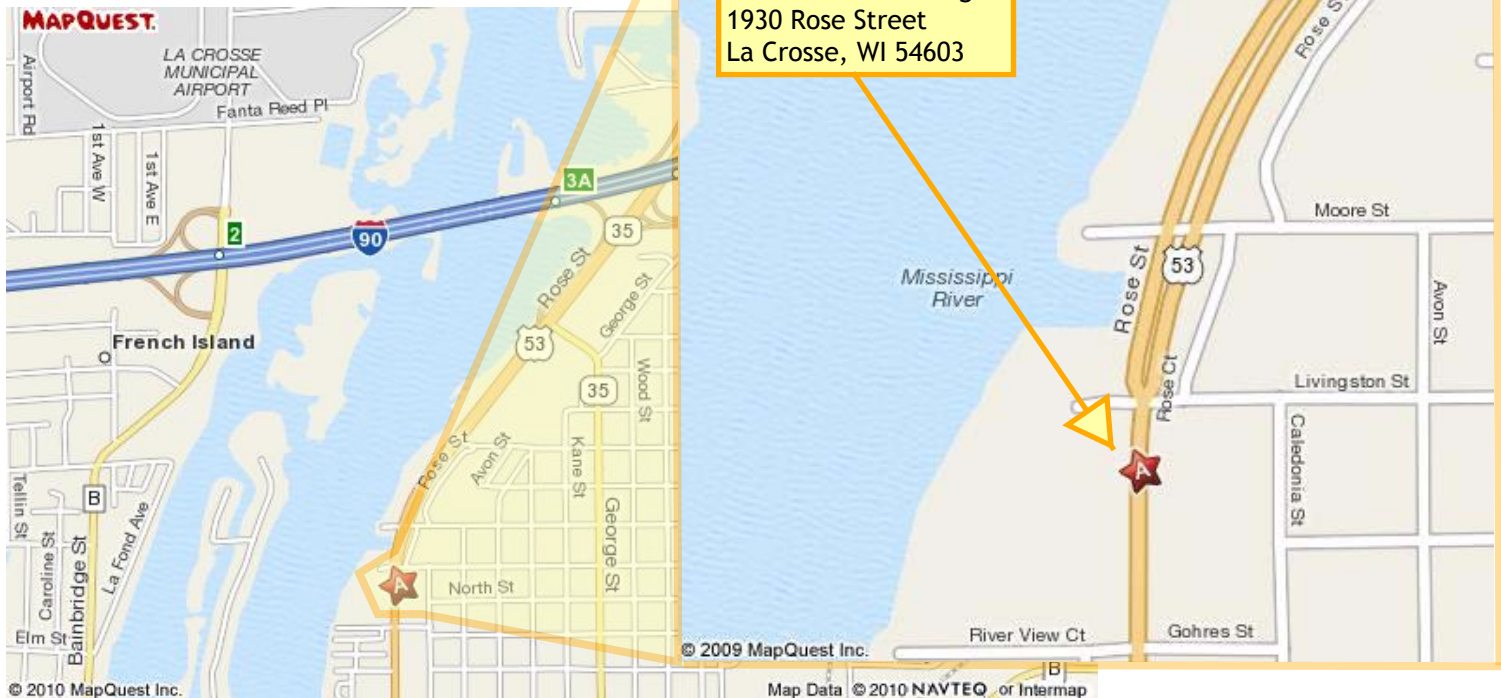 MAPQUEST.
LA CROSSE
MUNICIPAL
AIRPORT
Airport Rd
Fanta Reed Pl
1st Ave W
1st Ave E
2
90
3A
35
Rose St
George St
53
French Island
35
Wood St
Rose St
Avon St
Kane St
George St
B
Tellin St
Caroline St
Bainbridge St
La Fond Ave
North St
Elm St
© 2010 MapQuest Inc.
1930 Rose Street
La Crosse, WI 54603
Rose St
Moore St
Rose St
53
Mississippi
River
Avon St
Rose Ct
Livingston St
A
Caledonia St
A
River View Ct
Gohres St
© 2009 MapQuest Inc.
B
Map Data © 2010 NAVTEQ or Intermap